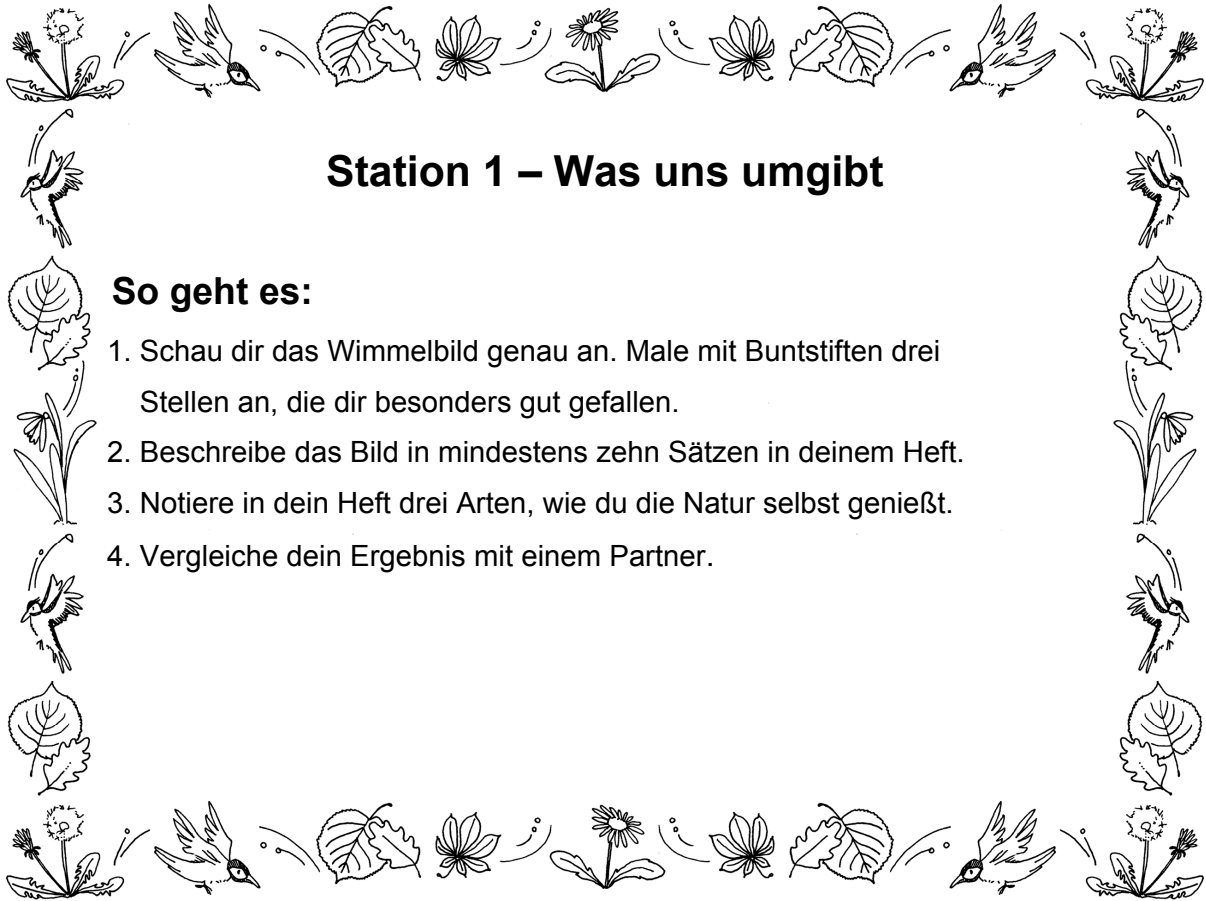 Station 1 – Was uns umgibt
So geht es:
1. Schau dir das Wimmelbild genau an. Male mit Buntstiften drei
Stellen an, die dir besonders gut gefallen.
2. Beschreibe das Bild in mindestens zehn Sätzen in deinem Heft.
3. Notiere in dein Heft drei Arten, wie du die Natur selbst genießt.
4. Vergleiche dein Ergebnis mit einem Partner.